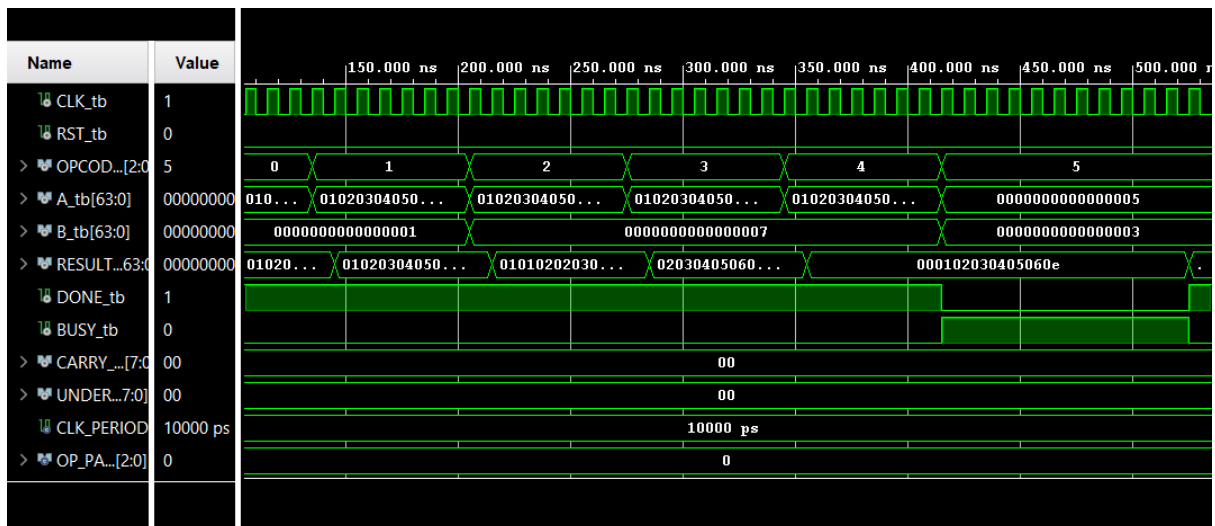 Name Value
150.000 ns 200.000 ns 250.000 ns 300.000 ns 350.000 ns 400.000 ns 450.000 ns 500.000 n
CLK_tb 1
RST_tb 0
OPCOD...[2:0 5 0 1 2 3 4 5
A_tb[63:0] 00000000 010... 01020304050... 01020304050... 01020304050... 01020304050... 0000000000000005
B_tb[63:0] 00000000 0000000000000001 0000000000000007 0000000000000003
RESULT...63:0 00000000 01020... 01020304050... 01010202030... 02030405060... 000102030405060e .
DONE_tb 1
BUSY_tb 0
CARRY_...[7:0 00 00
UNDER...7:0] 00 00
CLK_PERIOD 10000 ps 10000 ps
OP_PA...[2:0] 0 0